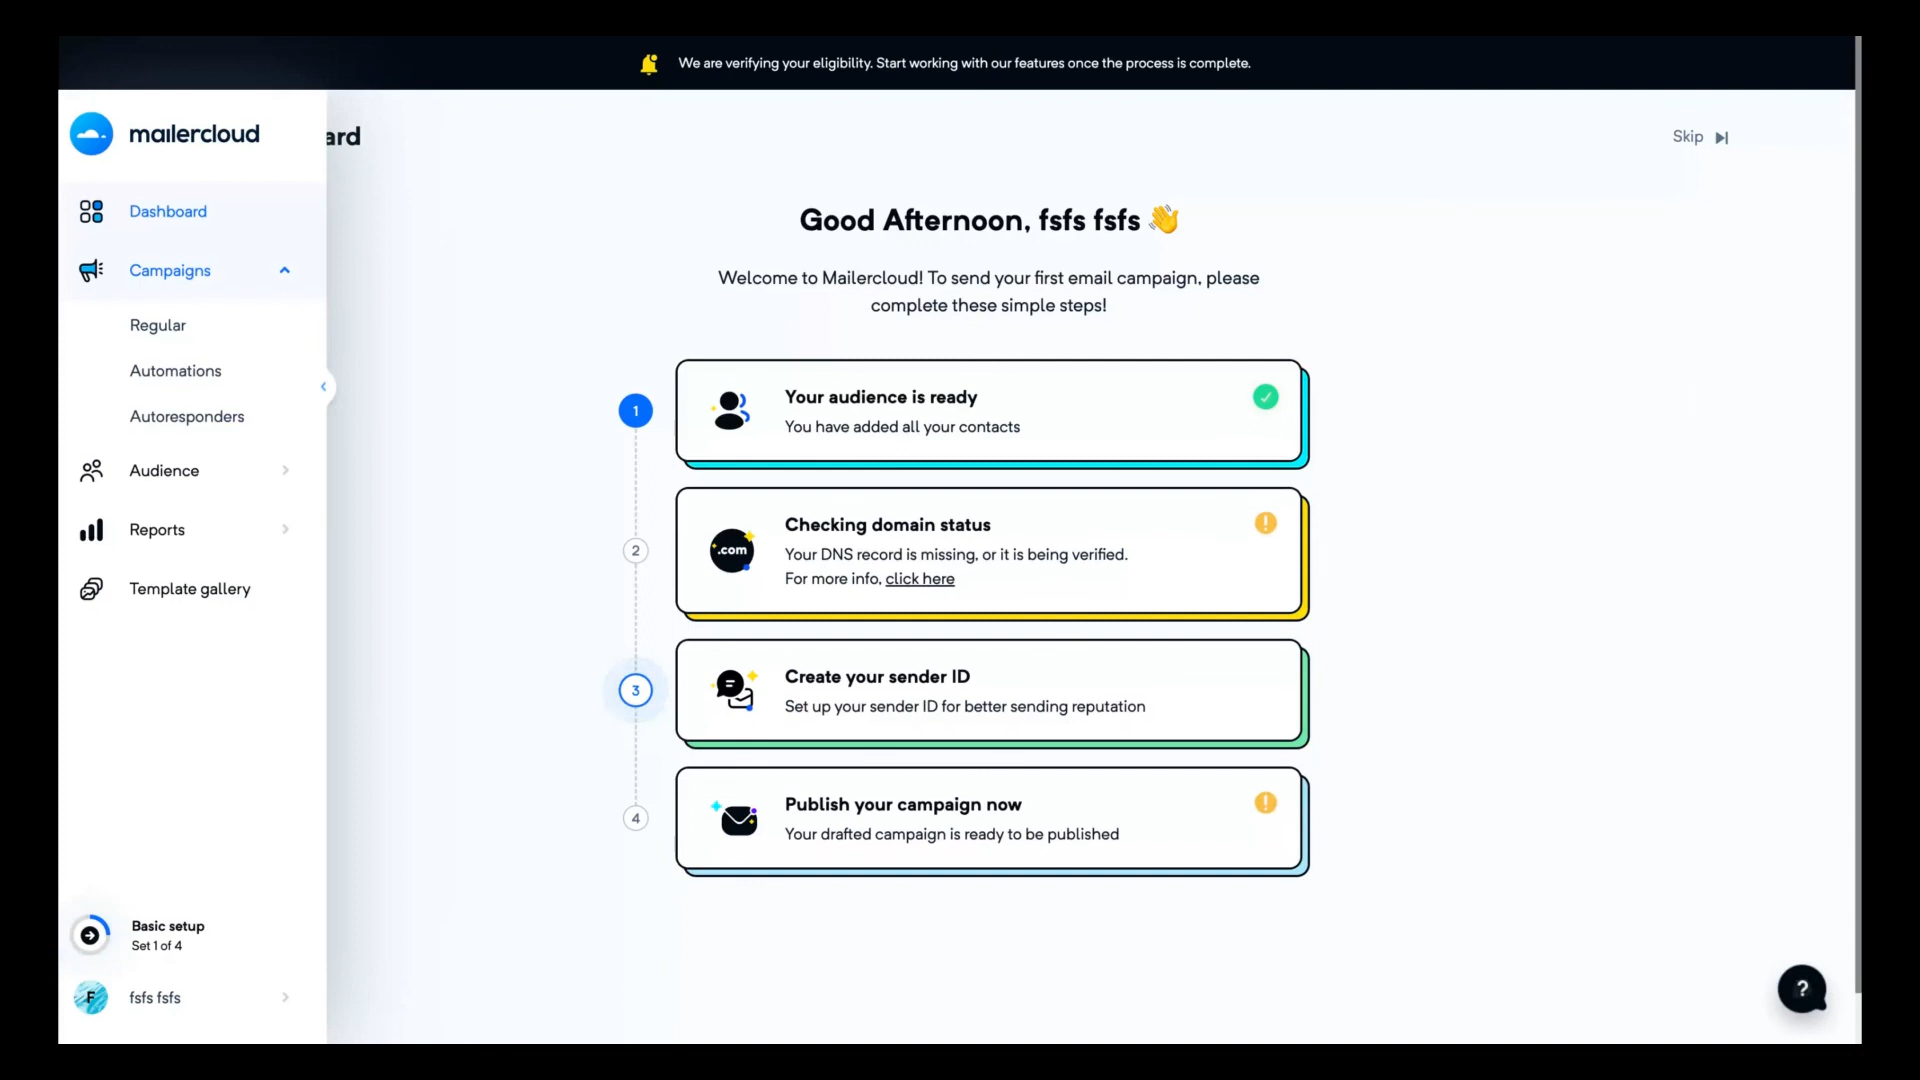 We are verifying your eligibility. Start working with our features once the process is complete.
mailercloud
ard
Skip
Dashboard
Campaigns
Regular
Automations
Autoresponders
Audience
Reports
Template gallery
Good Afternoon, fsfs fsfs 👋
Welcome to Mailercloud! To send your first email campaign, please
complete these simple steps!
1
Your audience is ready
You have added all your contacts
2
.com
Checking domain status
Your DNS record is missing, or it is being verified.
For more info, click here
3
Create your sender ID
Set up your sender ID for better sending reputation
4
Publish your campaign now
Your drafted campaign is ready to be published
Basic setup
Set 1 of 4
F
fsfs fsfs
?